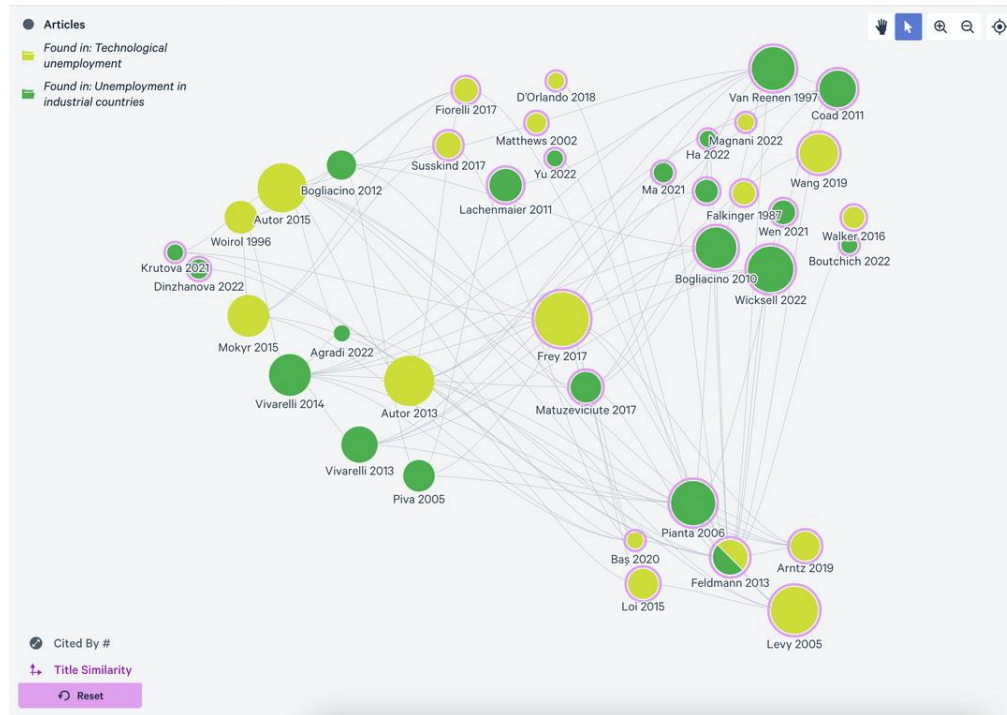 Articles
Found in: Technological
unemployment
Found in: Unemployment in
industrial countries
Van Reenen 1997
Coad 2011
D'Orlando 2018
Fiorelli 2017
Matthews 2002
Magnani 2022
Ha 2022
Susskind 2017
Yu 2022
Wang 2019
Bogliacino 2012
Ma 2021
Lachenmaier 2011
Autor 2015
Falkinger 1987
Wen 2021
Walker 2016
Woirol 1996
Boutchich 2022
Krutova 2021
Bogliacino 2010
Dinzhanova 2022
Wicksell 2022
Mokyr 2015
Agradi 2022
Frey 2017
Vivarelli 2014
Autor 2013
Matuzeviciute 2017
Vivarelli 2013
Piva 2005
Pianta 2006
Baş 2020
Arntz 2019
Feldmann 2013
Loi 2015
Levy 2005
Cited By #
Title Similarity
Reset